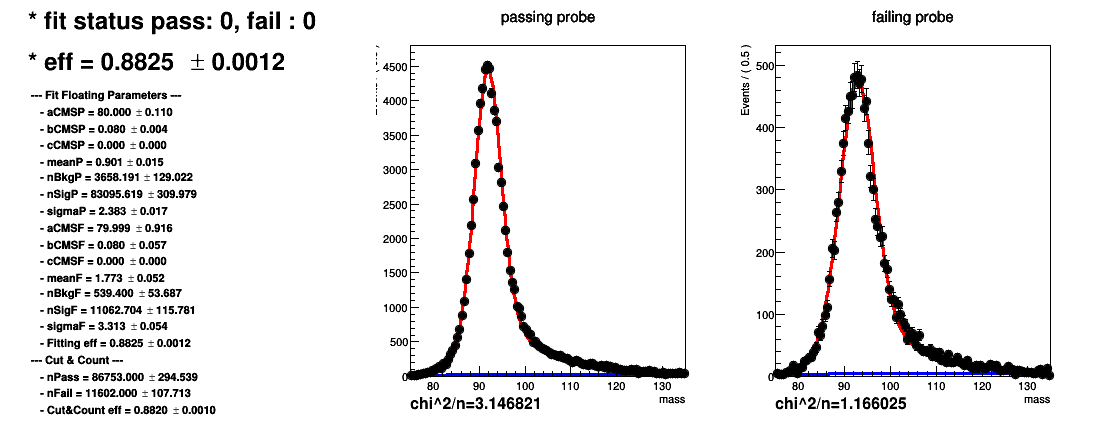 * fit status pass: 0, fail : 0
* eff = 0.8825 ± 0.0012
--- Fit Floating Parameters ---
- aCMSP = 80.000 ± 0.110
- bCMSP = 0.080 ± 0.004
- cCMSP = 0.000 ± 0.000
- meanP = 0.901 ± 0.015
- nBkgP = 3658.191 ± 129.022
- nSigP = 83095.619 ± 309.979
- sigmaP = 2.383 ± 0.017
- aCMSF = 79.999 ± 0.916
- bCMSF = 0.080 ± 0.057
- cCMSF = 0.000 ± 0.000
- meanF = 1.773 ± 0.052
- nBkgF = 539.400 ± 53.687
- nSigF = 11062.704 ± 115.781
- sigmaF = 3.313 ± 0.054
- Fitting eff = 0.8825 ± 0.0012
--- Cut & Count ---
- nPass = 86753.000 ± 294.539
- nFail = 11602.000 ± 107.713
- Cut&Count eff = 0.8820 ± 0.0010
passing probe
4500
4000
3500
3000
2500
2000
1500
1000
500
0
80 90 100 110 120 130
mass
chi^2/n=3.146821
failing probe
Events / ( 0.5 )
500
400
300
200
100
0
80 90 100 110 120 130
mass
chi^2/n=1.166025